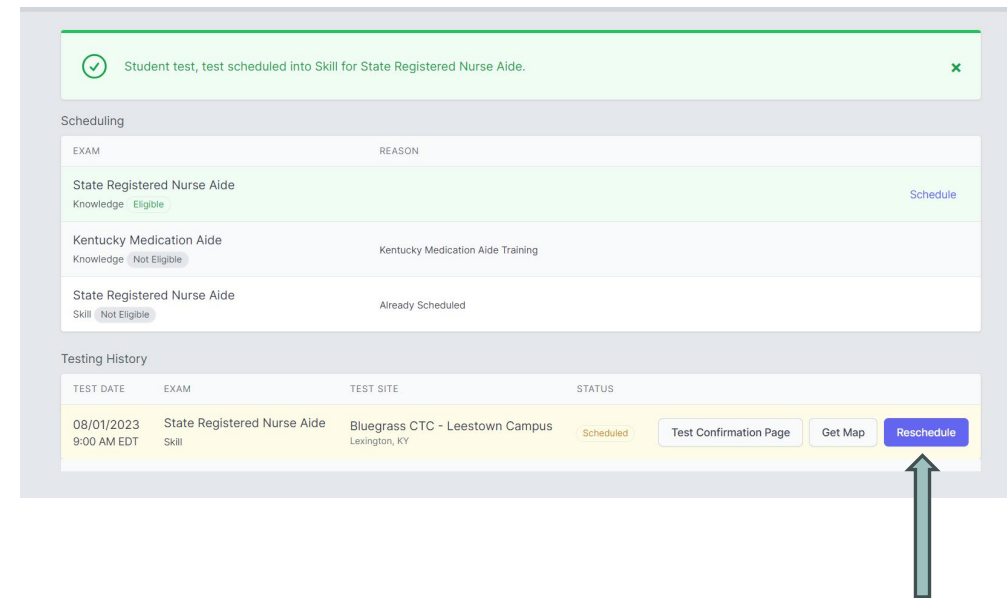 Student test, test scheduled into Skill for State Registered Nurse Aide.
Scheduling
EXAM REASON
State Registered Nurse Aide
Knowledge Eligible
Schedule
Kentucky Medication Aide
Knowledge Not Eligible
Kentucky Medication Aide Training
State Registered Nurse Aide
Skill Not Eligible
Already Scheduled
Testing History
TEST DATE EXAM TEST SITE STATUS
08/01/2023 State Registered Nurse Aide Bluegrass CTC - Leestown Campus
9:00 AM EDT Skill Lexington, KY
Scheduled Test Confirmation Page Get Map Reschedule